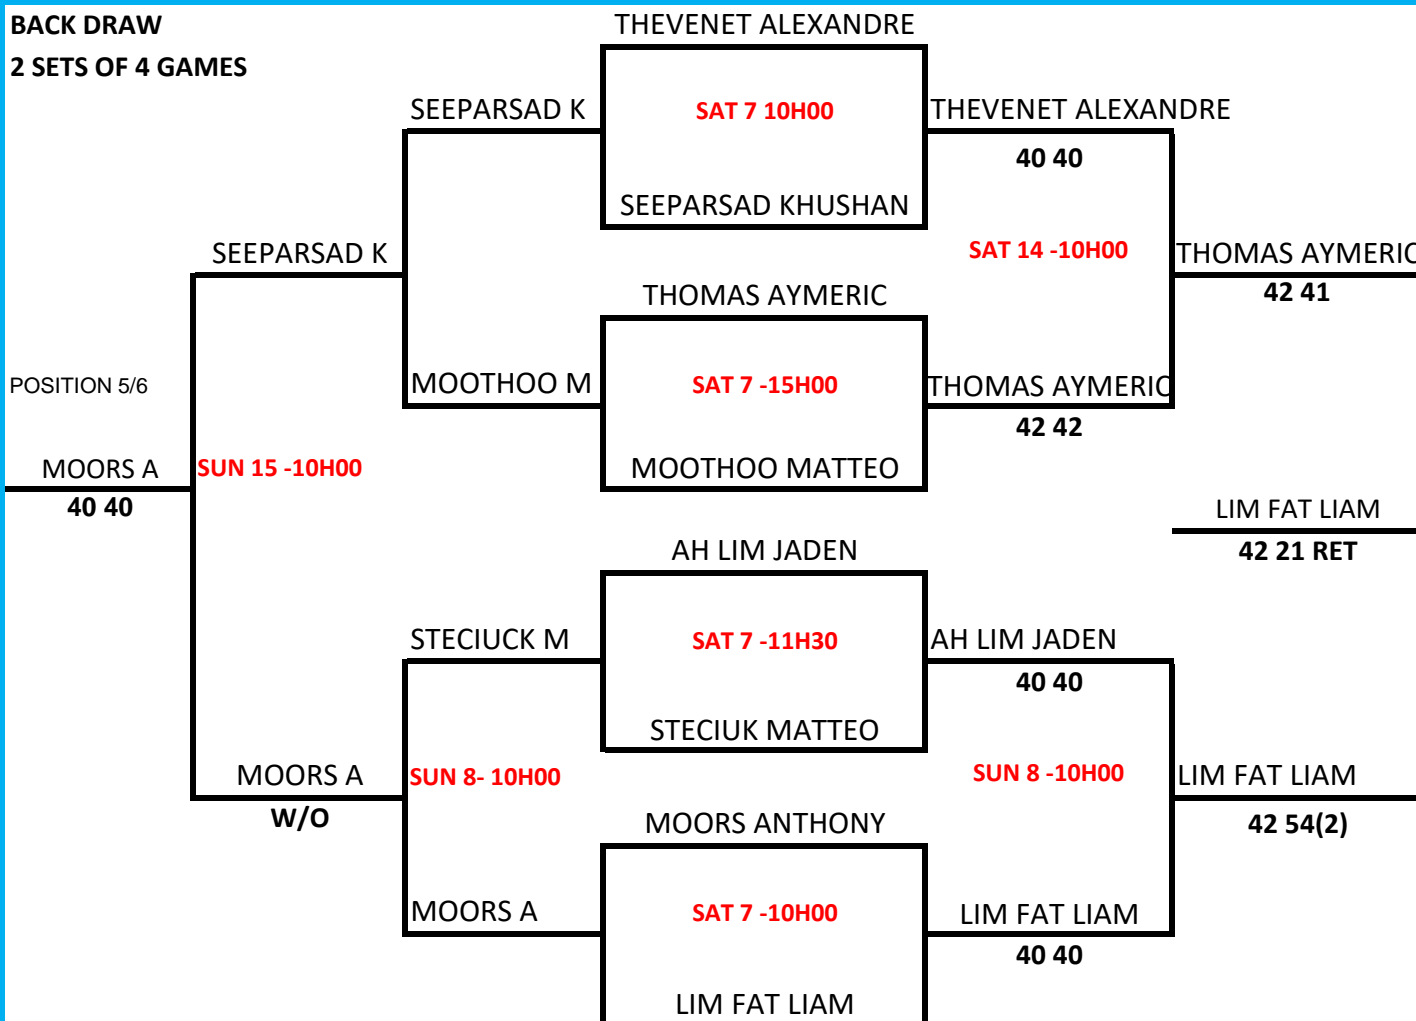 BACK DRAW
2 SETS OF 4 GAMES
THEVENET ALEXANDRE
SEEPARSAD K
SAT 7 10H00
THEVENET ALEXANDRE
40 40
SEEPARSAD KHUSHAN
SEEPARSAD K
SAT 14 -10H00
THOMAS AYMERIC
42 41
THOMAS AYMERIC
POSITION 5/6
MOOTHOO M
SAT 7 -15H00
THOMAS AYMERIC
42 42
MOORS A
40 40
SUN 15 -10H00
MOOTHOO MATTEO
LIM FAT LIAM
42 21 RET
AH LIM JADEN
STECIUCK M
SAT 7 -11H30
AH LIM JADEN
40 40
STECIUK MATTEO
MOORS A
W/O
SUN 8- 10H00
SUN 8 -10H00
LIM FAT LIAM
42 54(2)
MOORS ANTHONY
MOORS A
SAT 7 -10H00
LIM FAT LIAM
40 40
LIM FAT LIAM